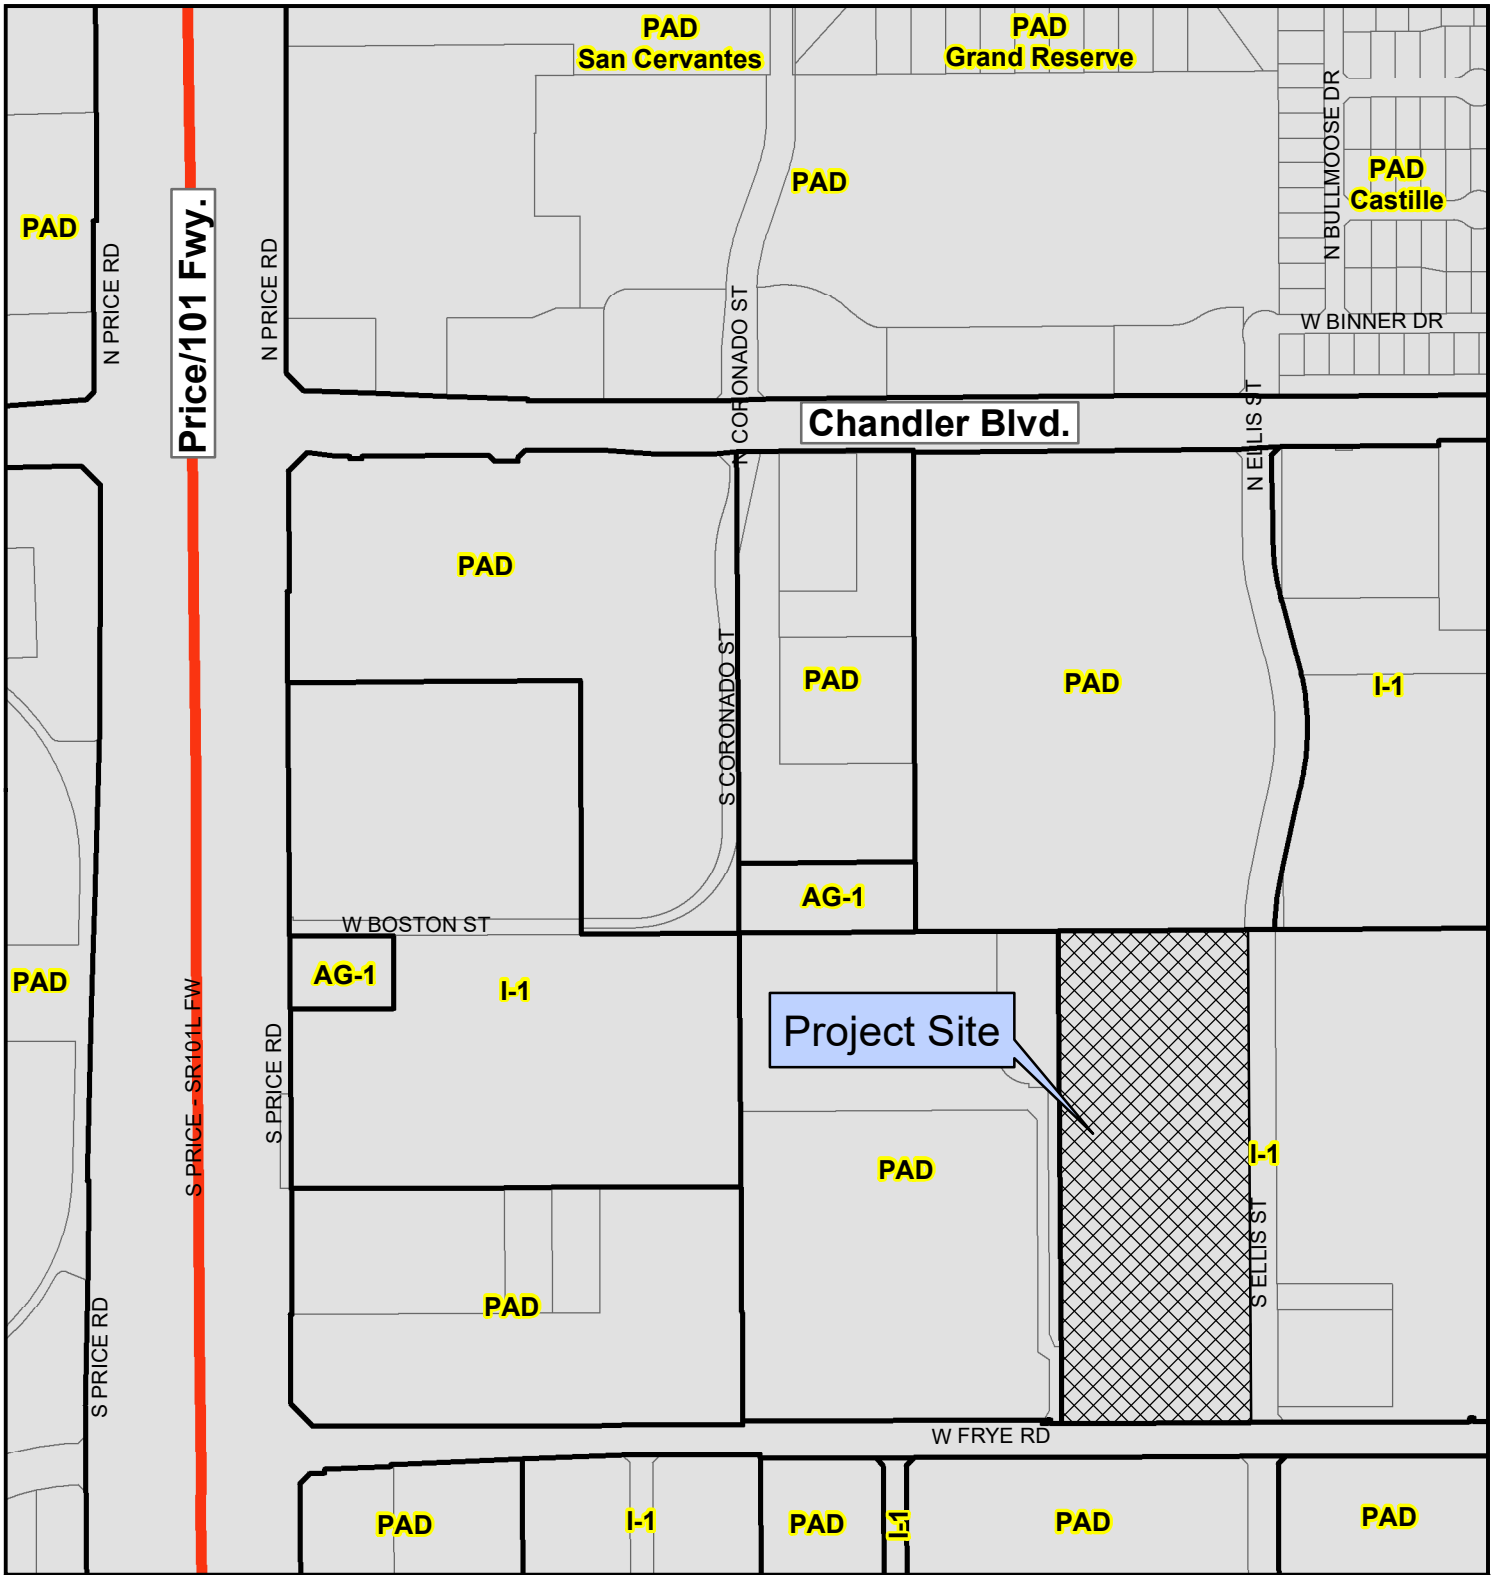 PAD
San Cervantes
PAD
Grand Reserve
N BULLMOOSE DR
PAD
Castille
PAD
PAD
N PRICE RD
Price/101 Fwy.
N PRICE RD
N CORONADO ST
W BINNER DR
Chandler Blvd.
N ELLIS ST
PAD
S CORONADO ST
PAD
PAD
I-1
AG-1
W BOSTON ST
AG-1
I-1
PAD
S PRICE - SR101L FW
S PRICE RD
Project Site
PAD
I-1
S ELLIS ST
PAD
S PRICE RD
W FRYE RD
PAD
I-1
PAD
I-1
PAD
PAD